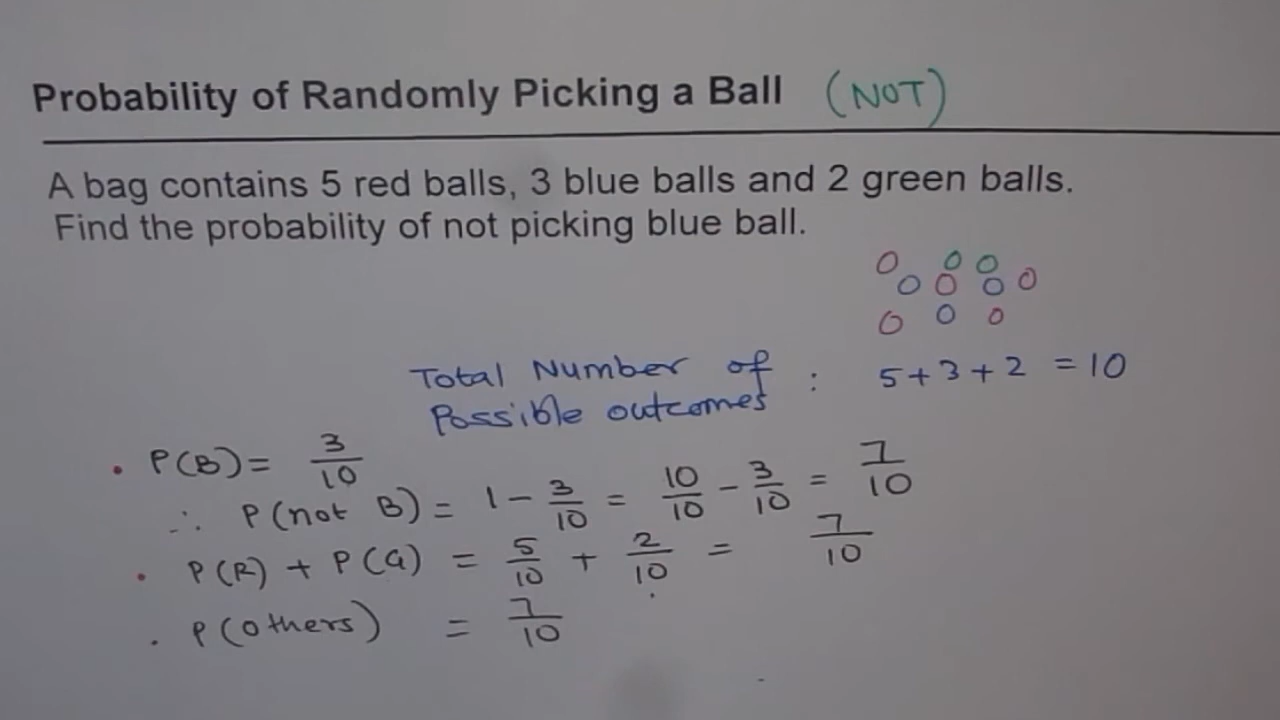 Probability of Randomly Picking a Ball (NOT)
A bag contains 5 red balls, 3 blue balls and 2 green balls.
Find the probability of not picking blue ball.
Total Number of
Possible outcomes : 5+3+2 = 10
• P(B) = 3/10
∴ P(not B) = 1 - 3/10 = 10/10 - 3/10 = 7/10
• P(R) + P(G) = 5/10 + 2/10 = 7/10
• P(others) = 7/10